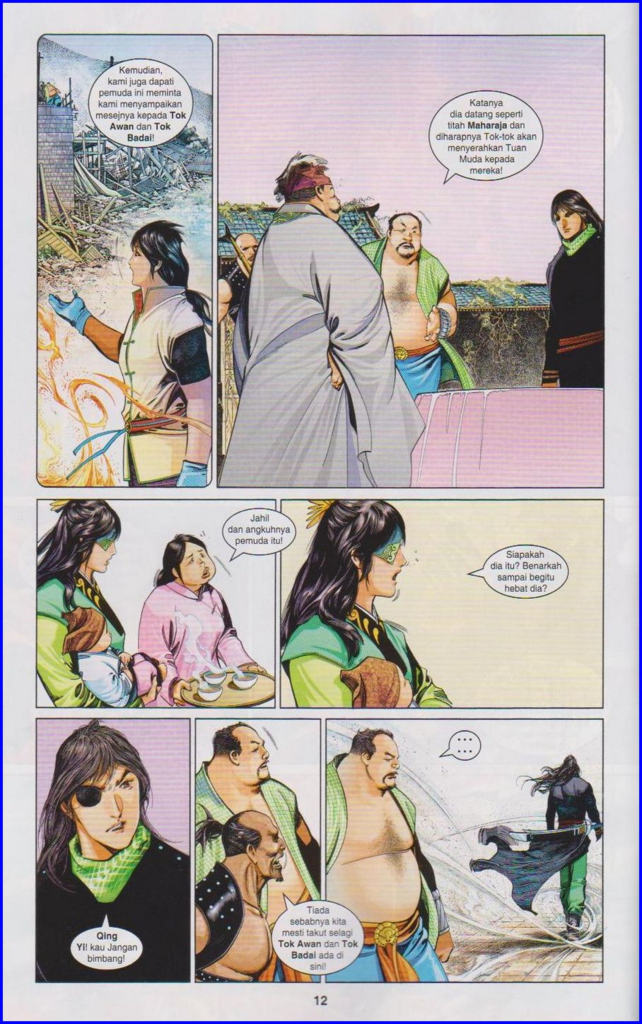 Kemudian,
kami juga dapati
pemuda ini meminta
kami menyampaikan
mesejnya kepada Tok
Awan dan Tok
Badai!
Katanya
dia datang seperti
titah Maharaja dan
diharapnya Tok-tok akan
menyerahkan Tuan
Muda kepada
mereka!
Jahil
dan angkuhnya
pemuda itu!
Siapakah
dia itu? Benarkah
sampai begitu
hebat dia?
Qing
Yi! kau Jangan
bimbang!
Tiada
sebabnya kita
mesti takut selagi
Tok Awan dan Tok
Badai ada di
sini!
...
...
12